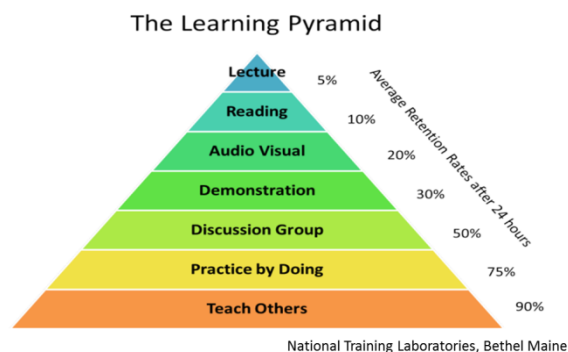 The Learning Pyramid
Lecture 5%
Reading 10%
Audio Visual 20%
Demonstration 30%
Discussion Group 50%
Practice by Doing 75%
Teach Others 90%
Average Retention Rates after 24 hours
National Training Laboratories, Bethel Maine